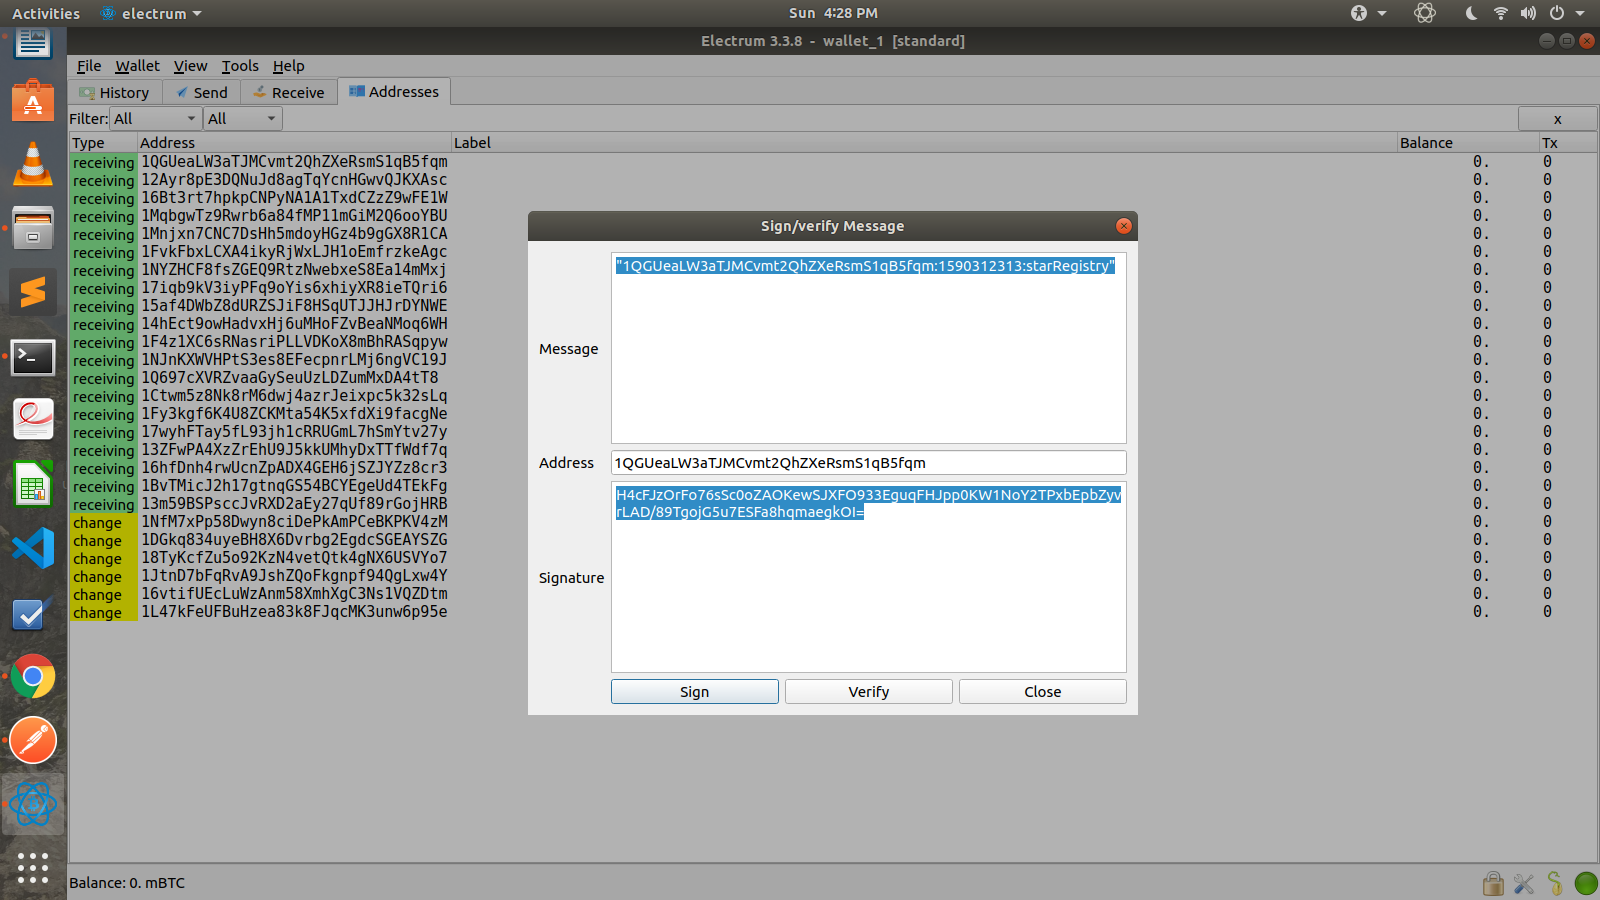 Activities electrum Sun 4:28 PM
Electrum 3.3.8 - wallet_1 [standard]
File Wallet View Tools Help
History Send Receive Addresses
Filter: All All x
Type Address Label Balance Tx
receiving 1QGUeaLW3aTJMCvmt2QhZXeRsmS1qB5fqm 0. 0
receiving 12Ayr8pE3DQNuJd8agTqYcnHGwvQJKXAsc 0. 0
receiving 16Bt3rt7hpkpCNPyNA1A1TxdCZzZ9wFE1W 0. 0
receiving 1MqbgwTz9Rwrb6a84fMP11mGiM2Q6ooYBU 0. 0
receiving 1Mnjxn7CNC7DsHh5mdoyHGz4b9gGX8R1CA 0. 0
receiving 1FvkFbxLCXA4ikyRjWxLJH1oEmfrzkeAgc 0. 0
receiving 1NYZHCF8fsZGEQ9RtzNwebxeS8Ea14mMxj 0. 0
receiving 17iqb9kV3iyPFq9oYis6xhiyXR8ieTQri6 0. 0
receiving 15af4DWbZ8dURZSJiF8HSqUTJJHJrDYNWE 0. 0
receiving 14hEct9owHadvxHj6uMHoFZvBeaNMoq6WH 0. 0
receiving 1F4z1XC6sRNasriPLLVDKoX8mBhRASqpyw 0. 0
receiving 1NJnKXWVHPtS3es8EFecpnrLMj6ngVC19J 0. 0
receiving 1Q697cXVRZvaaGySeuUzLDZumMxDA4tT8 0. 0
receiving 1Ctwm5z8Nk8rM6dwj4azrJeixpc5k32sLq 0. 0
receiving 1Fy3kgf6K4U8ZCKMta54K5xfdXi9facgNe 0. 0
receiving 17wyhFTay5fL93jh1cRRUGmL7hSmYtv27y 0. 0
receiving 13ZFwPA4XzZrEhU9J5kkUMhyDxTTfWdf7q 0. 0
receiving 16hfDnh4rwUcnZpADX4GEH6jSZJYZz8cr3 0. 0
receiving 1BvTMicJ2h17gtnqGS54BCYEgeUd4TEkFg 0. 0
receiving 13m59BSPsccJvRXD2aEy27qUf89rGojHRB 0. 0
change 1NfM7xPp58Dwyn8ciDePkAmPCeBKPKV4zM 0. 0
change 1DGkq834uyeBH8X6Dvrbg2EgdcSGEAYSZG 0. 0
change 18TyKcfZu5o92KzN4vetQtk4gNX6USVYo7 0. 0
change 1JtnD7bFqRvA9JshZQoFkgnpf94QgLxw4Y 0. 0
change 16vtifUEcLuWzAnm58XmhXgC3Ns1VQZDtm 0. 0
change 1L47kFeUFBuHzea83k8FJqcMK3unw6p95e 0. 0
Sign/verify Message
Message "1QGUeaLW3aTJMCvmt2QhZXeRsmS1qB5fqm:1590312313:starRegistry"
Address 1QGUeaLW3aTJMCvmt2QhZXeRsmS1qB5fqm
Signature H4cFJzOrFo76sSc0oZAOKewSJXFO933EguqFHJpp0KW1NoY2TPxbEpbZyv
rLAD/89TgojG5u7ESFa8hqmaegkOI=
Sign Verify Close
Balance: 0. mBTC